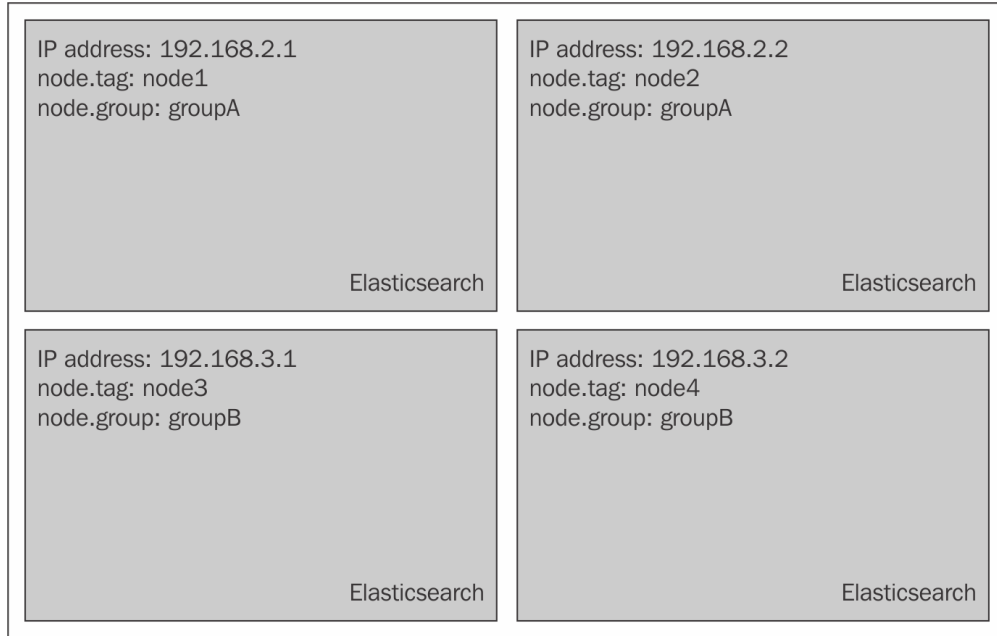 IP address: 192.168.2.1
node.tag: node1
node.group: groupA
Elasticsearch
IP address: 192.168.2.2
node.tag: node2
node.group: groupA
Elasticsearch
IP address: 192.168.3.1
node.tag: node3
node.group: groupB
Elasticsearch
IP address: 192.168.3.2
node.tag: node4
node.group: groupB
Elasticsearch